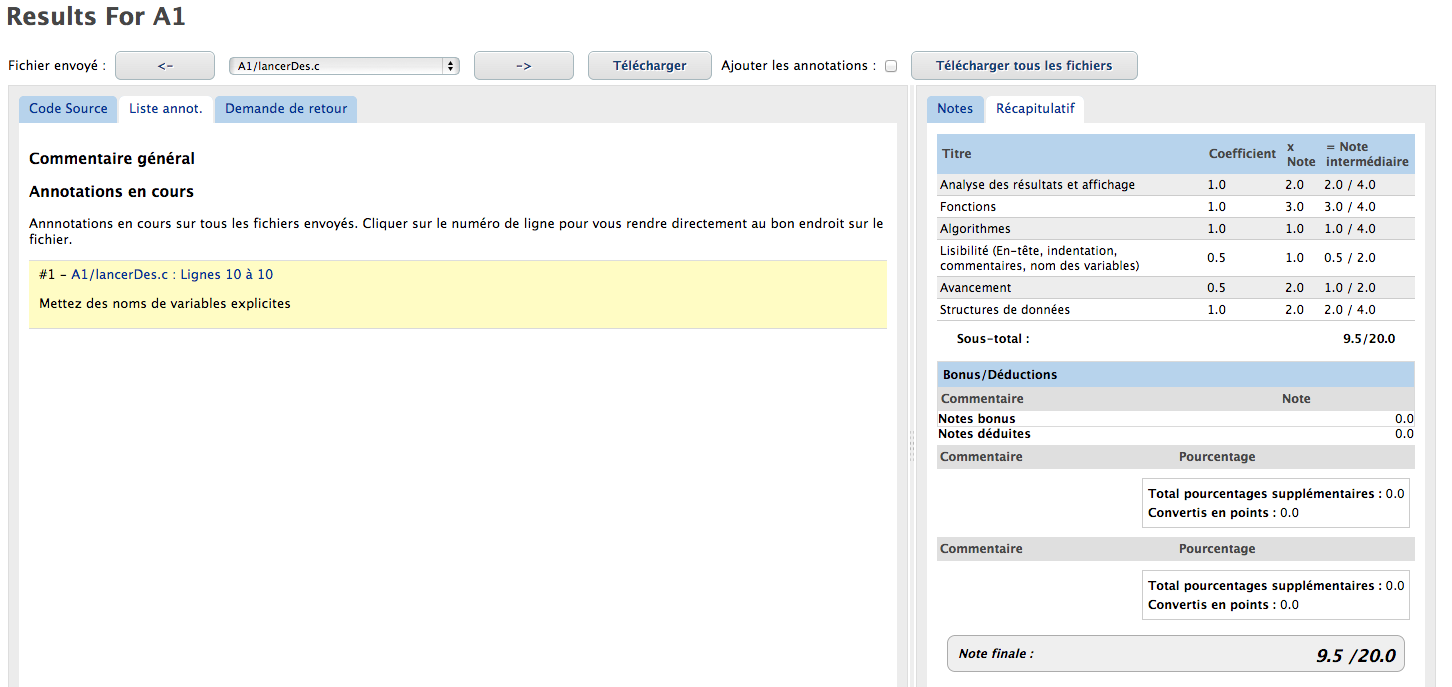 Results For A1
Fichier envoyé : <- A1/lancerDes.c -> Télécharger Ajouter les annotations : Télécharger tous les fichiers
Code Source Liste annot. Demande de retour
Commentaire général
Annotations en cours
Annnotations en cours sur tous les fichiers envoyés. Cliquer sur le numéro de ligne pour vous rendre directement au bon endroit sur le
fichier.
#1 - A1/lancerDes.c : Lignes 10 à 10
Mettez des noms de variables explicites
Notes Récapitulatif
Titre Coefficient x Note = Note intermédiaire
Analyse des résultats et affichage 1.0 2.0 2.0 / 4.0
Fonctions 1.0 3.0 3.0 / 4.0
Algorithmes 1.0 1.0 1.0 / 4.0
Lisibilité (En-tête, indentation,
commentaires, nom des variables) 0.5 1.0 0.5 / 2.0
Avancement 0.5 2.0 1.0 / 2.0
Structures de données 1.0 2.0 2.0 / 4.0
Sous-total : 9.5/20.0
Bonus/Déductions
Commentaire Note
Notes bonus 0.0
Notes déduites 0.0
Commentaire Pourcentage
Total pourcentages supplémentaires : 0.0
Convertis en points : 0.0
Commentaire Pourcentage
Total pourcentages supplémentaires : 0.0
Convertis en points : 0.0
Note finale : 9.5 /20.0